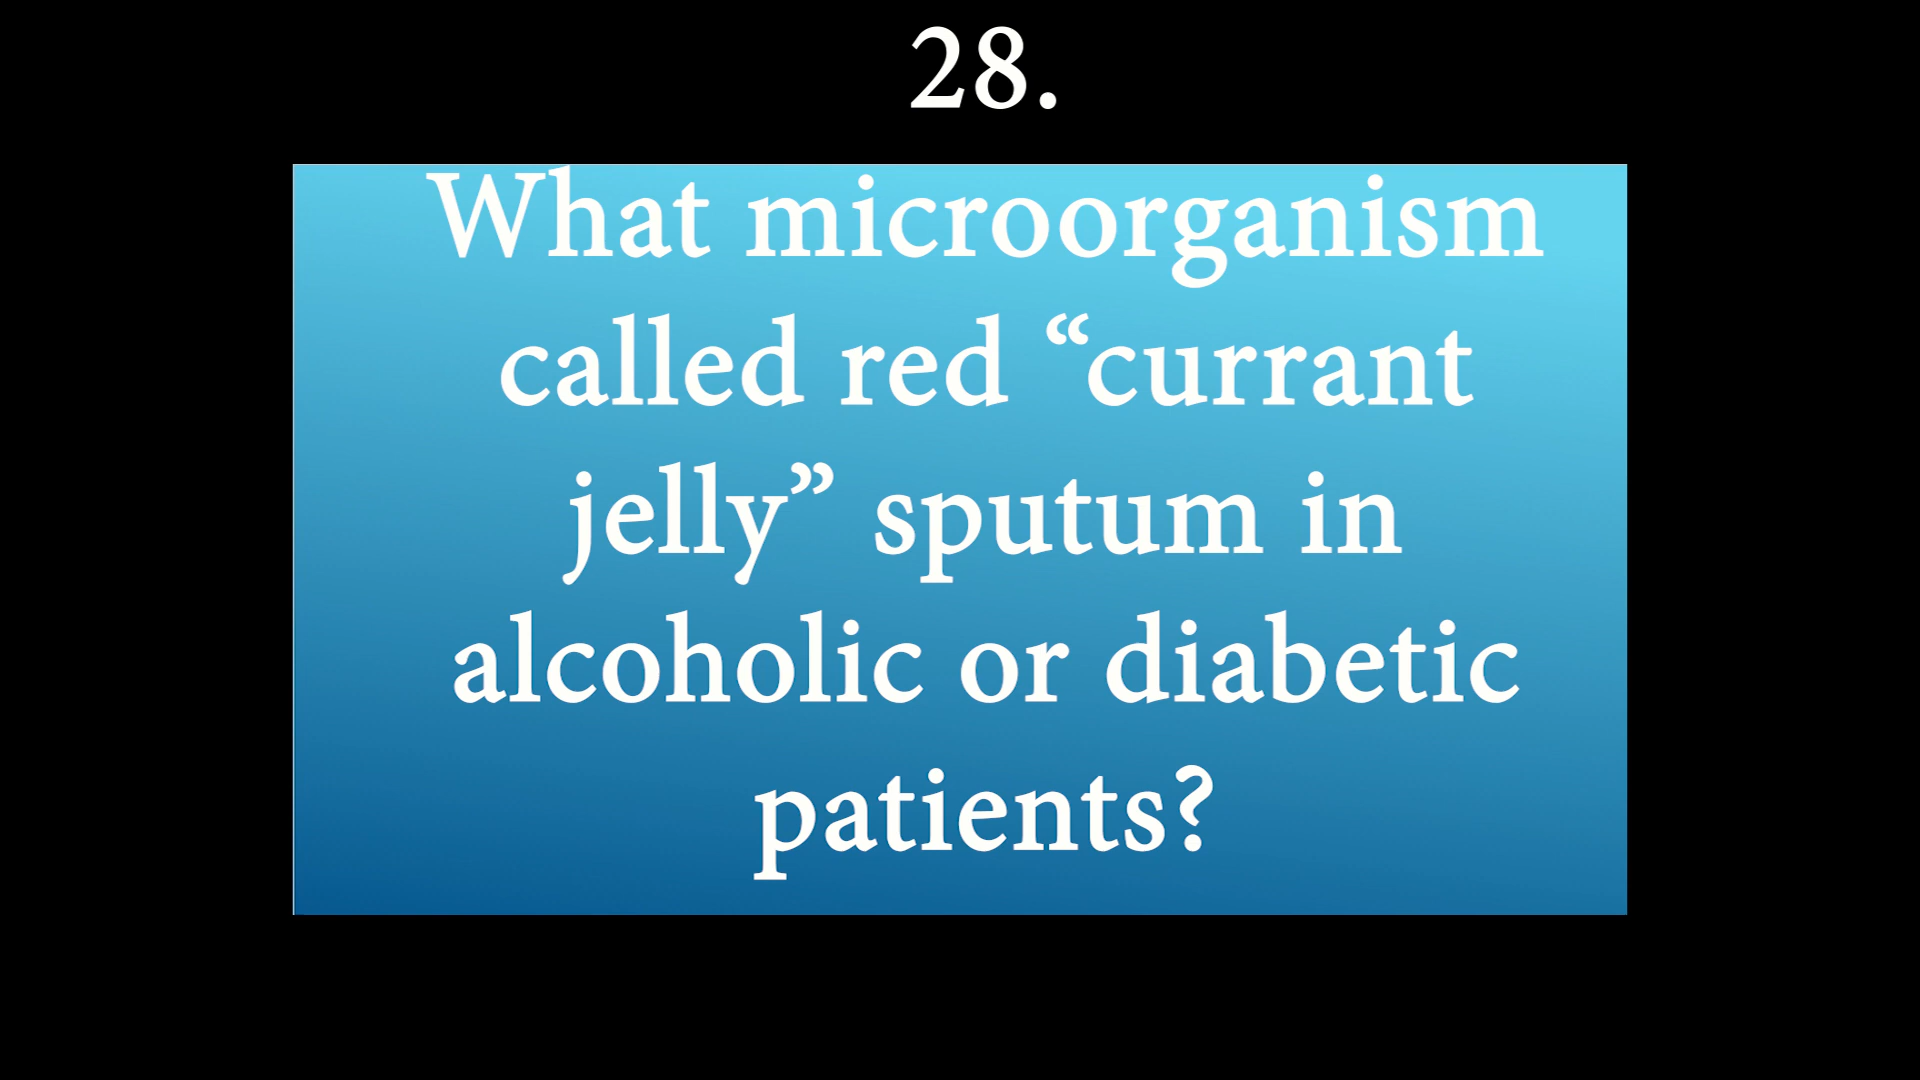 28.
What microorganism
called red “currant
jelly” sputum in
alcoholic or diabetic
patients?